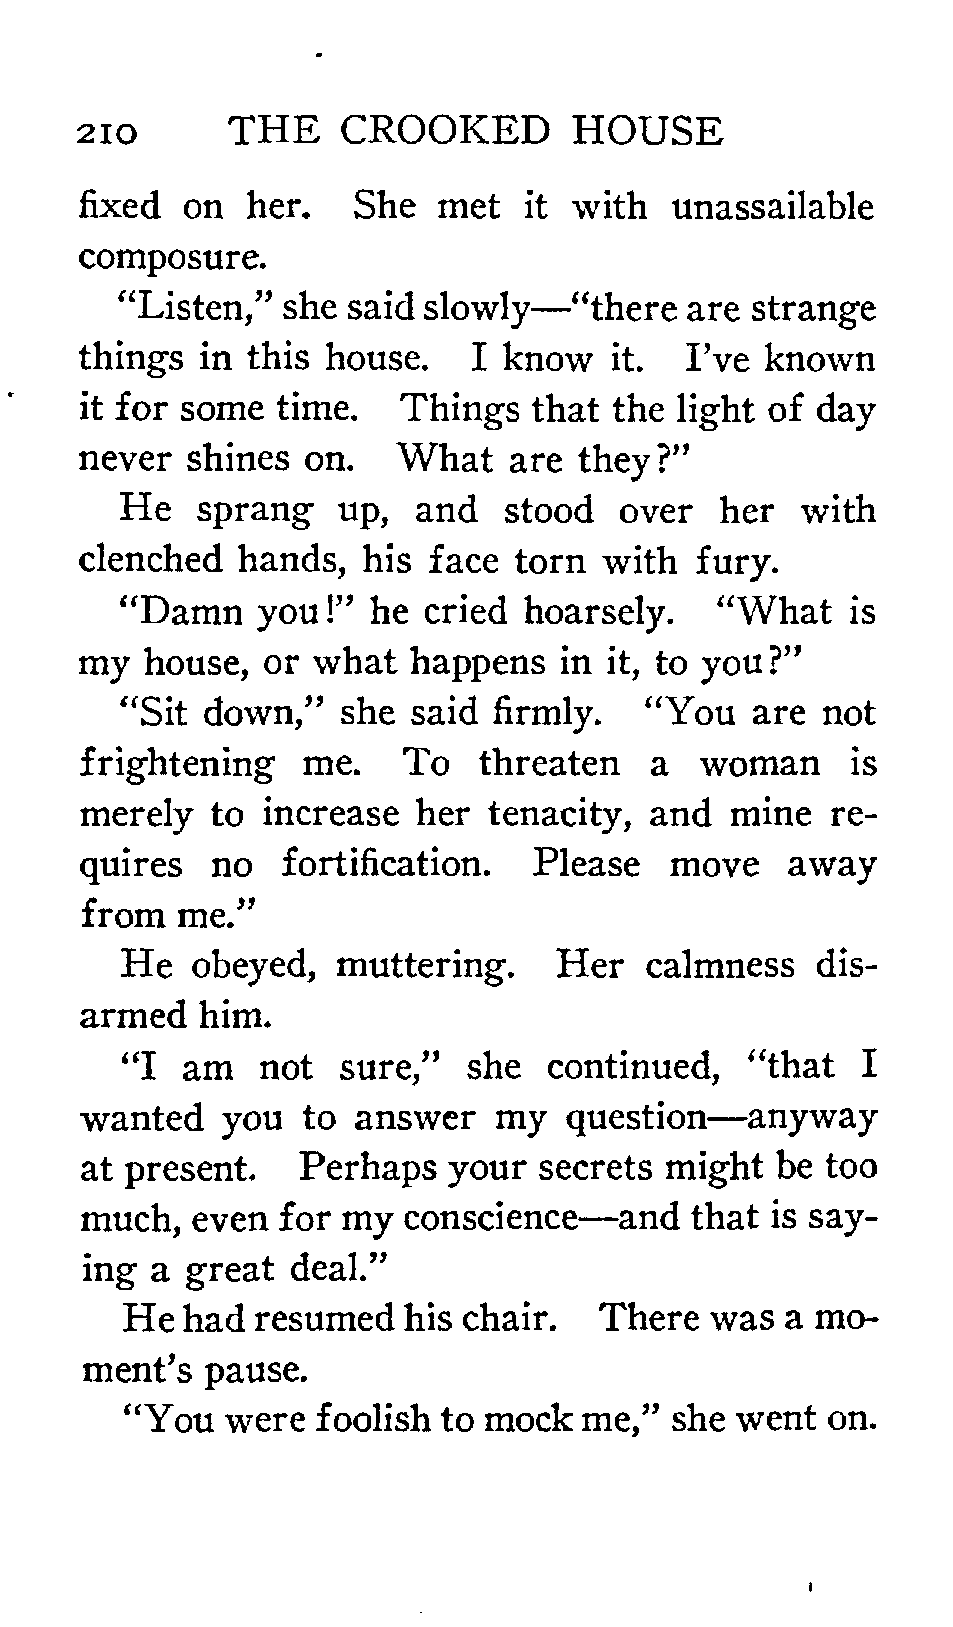 210 THE CROOKED HOUSE
fixed on her. She met it with unassailable
composure.
"Listen," she said slowly—"there are strange
things in this house. I know it. I've known
it for some time. Things that the light of day
never shines on. What are they?"
He sprang up, and stood over her with
clenched hands, his face torn with fury.
"Damn you!" he cried hoarsely. "What is
my house, or what happens in it, to you?"
"Sit down," she said firmly. "You are not
frightening me. To threaten a woman is
merely to increase her tenacity, and mine re-
quires no fortification. Please move away
from me."
He obeyed, muttering. Her calmness dis-
armed him.
"I am not sure," she continued, "that I
wanted you to answer my question—anyway
at present. Perhaps your secrets might be too
much, even for my conscience—and that is say-
ing a great deal."
He had resumed his chair. There was a mo-
ment's pause.
"You were foolish to mock me," she went on.